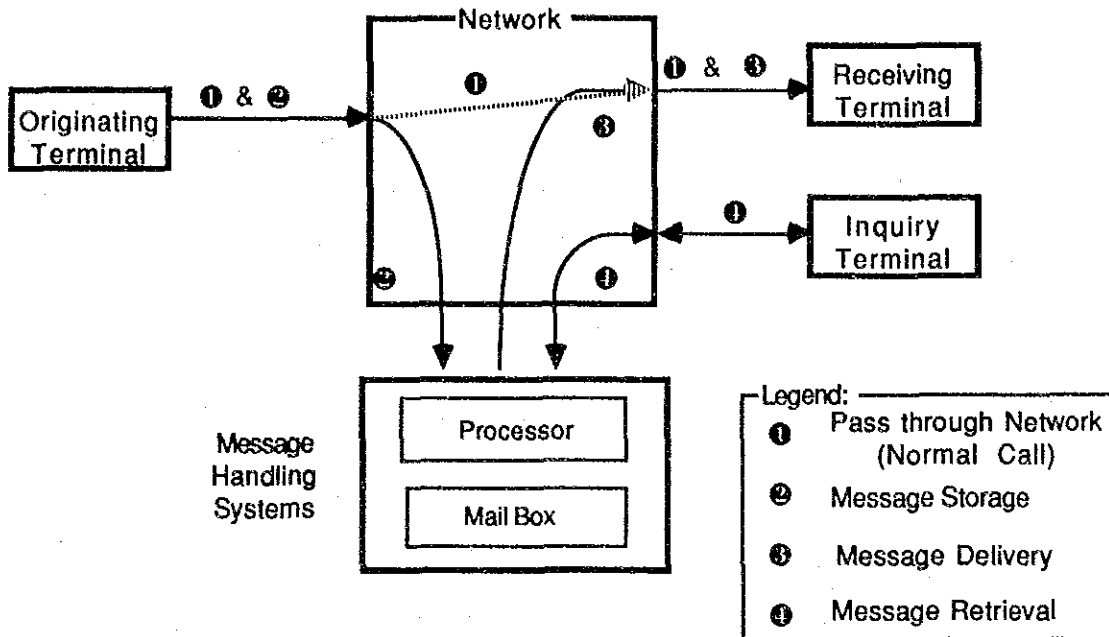 Network
❶ & ❷
❶
❶ & ❸
Originating
Terminal
Receiving
Terminal
❸
❹
Inquiry
Terminal
❷
❹
Message
Handling
Systems
Processor
Mail Box
Legend:
❶ Pass through Network
(Normal Call)
❷ Message Storage
❸ Message Delivery
❹ Message Retrieval